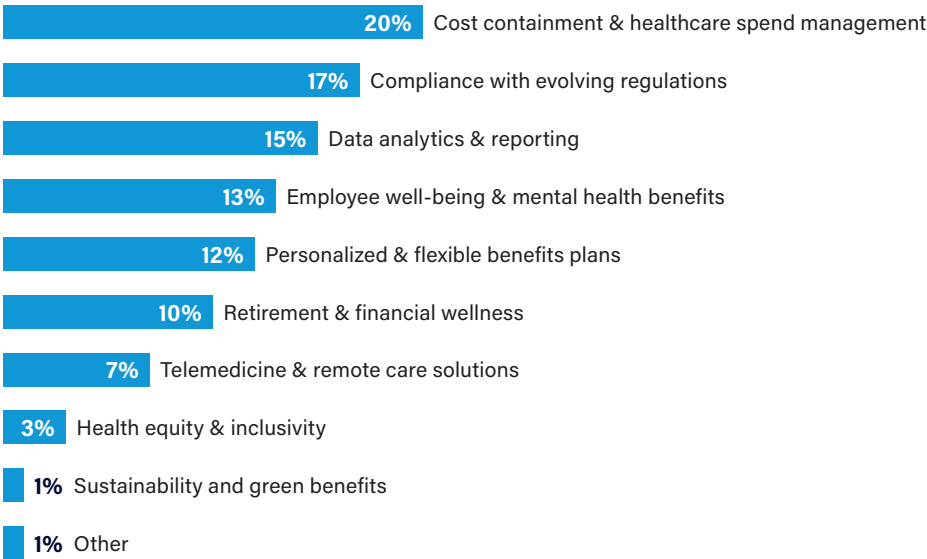 20% Cost containment & healthcare spend management
17% Compliance with evolving regulations
15% Data analytics & reporting
13% Employee well-being & mental health benefits
12% Personalized & flexible benefits plans
10% Retirement & financial wellness
7% Telemedicine & remote care solutions
3% Health equity & inclusivity
1% Sustainability and green benefits
1% Other